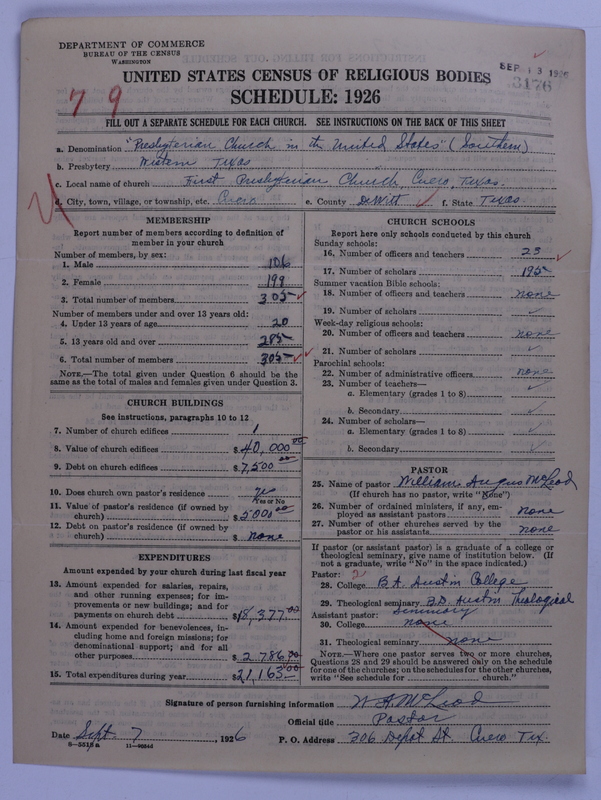 DEPARTMENT OF COMMERCE
BUREAU OF THE CENSUS
WASHINGTON
SEP 13 1926
3176
UNITED STATES CENSUS OF RELIGIOUS BODIES
SCHEDULE: 1926
7 9
FILL OUT A SEPARATE SCHEDULE FOR EACH CHURCH. SEE INSTRUCTIONS ON THE BACK OF THIS SHEET
a. Denomination "Presbyterian Church in the United States" (Southern)
b. Presbytery Western Texas
c. Local name of church First Presbyterian Church, Cuero, Texas.
d. City, town, village, or township, etc. Cuero e. County DeWitt f. State Texas
MEMBERSHIP
Report number of members according to definition of
member in your church
Number of members, by sex:
1. Male 106
2. Female 199
3. Total number of members 305
Number of members under and over 13 years old:
4. Under 13 years of age 20
5. 13 years old and over 285
6. Total number of members 305
NOTE.—The total given under Question 6 should be the
same as the total of males and females given under Question 3.
CHURCH BUILDINGS
See instructions, paragraphs 10 to 12
7. Number of church edifices 1
8. Value of church edifices $40,000.00
9. Debt on church edifices $7,500.00
10. Does church own pastor's residence yes
Yes or No
11. Value of pastor's residence (if owned by
church) $5000.00
12. Debt on pastor's residence (if owned by
church) $ none
EXPENDITURES
Amount expended by your church during last fiscal year
13. Amount expended for salaries, repairs,
and other running expenses; for im-
provements or new buildings; and for
payments on church debt $18,377.00
14. Amount expended for benevolences, in-
cluding home and foreign missions; for
denominational support; and for all
other purposes $2,786.00
15. Total expenditures during year $21,163.00
CHURCH SCHOOLS
Report here only schools conducted by this church
Sunday schools:
16. Number of officers and teachers 23
17. Number of scholars 195
Summer vacation Bible schools:
18. Number of officers and teachers none
19. Number of scholars
Week-day religious schools:
20. Number of officers and teachers none
21. Number of scholars
Parochial schools:
22. Number of administrative officers none
23. Number of teachers—
a. Elementary (grades 1 to 8)
b. Secondary
24. Number of scholars—
a. Elementary (grades 1 to 8)
b. Secondary
PASTOR
25. Name of pastor William Angus McLeod
(If church has no pastor, write "None")
26. Number of ordained ministers, if any, em-
ployed as assistant pastors none
27. Number of other churches served by the
pastor or his assistants none
If pastor (or assistant pastor) is a graduate of a college or
theological seminary, give name of institution below. (If
not a graduate, write "No" in the space indicated.)
Pastor: 2
28. College B.A. Austin College
29. Theological seminary B.D. Austin Theological
Seminary
Assistant pastor:
30. College none
31. Theological seminary none
NOTE.—Where one pastor serves two or more churches,
Questions 28 and 29 should be answered only on the schedule
for one of the churches; on the schedules for the other churches,
write "See schedule for church."
Signature of person furnishing information W A McLeod
Official title Pastor
Date Sept. 7, 1926 P. O. Address 306 Depot St. Cuero Tex.
8—5518a 11—9034d